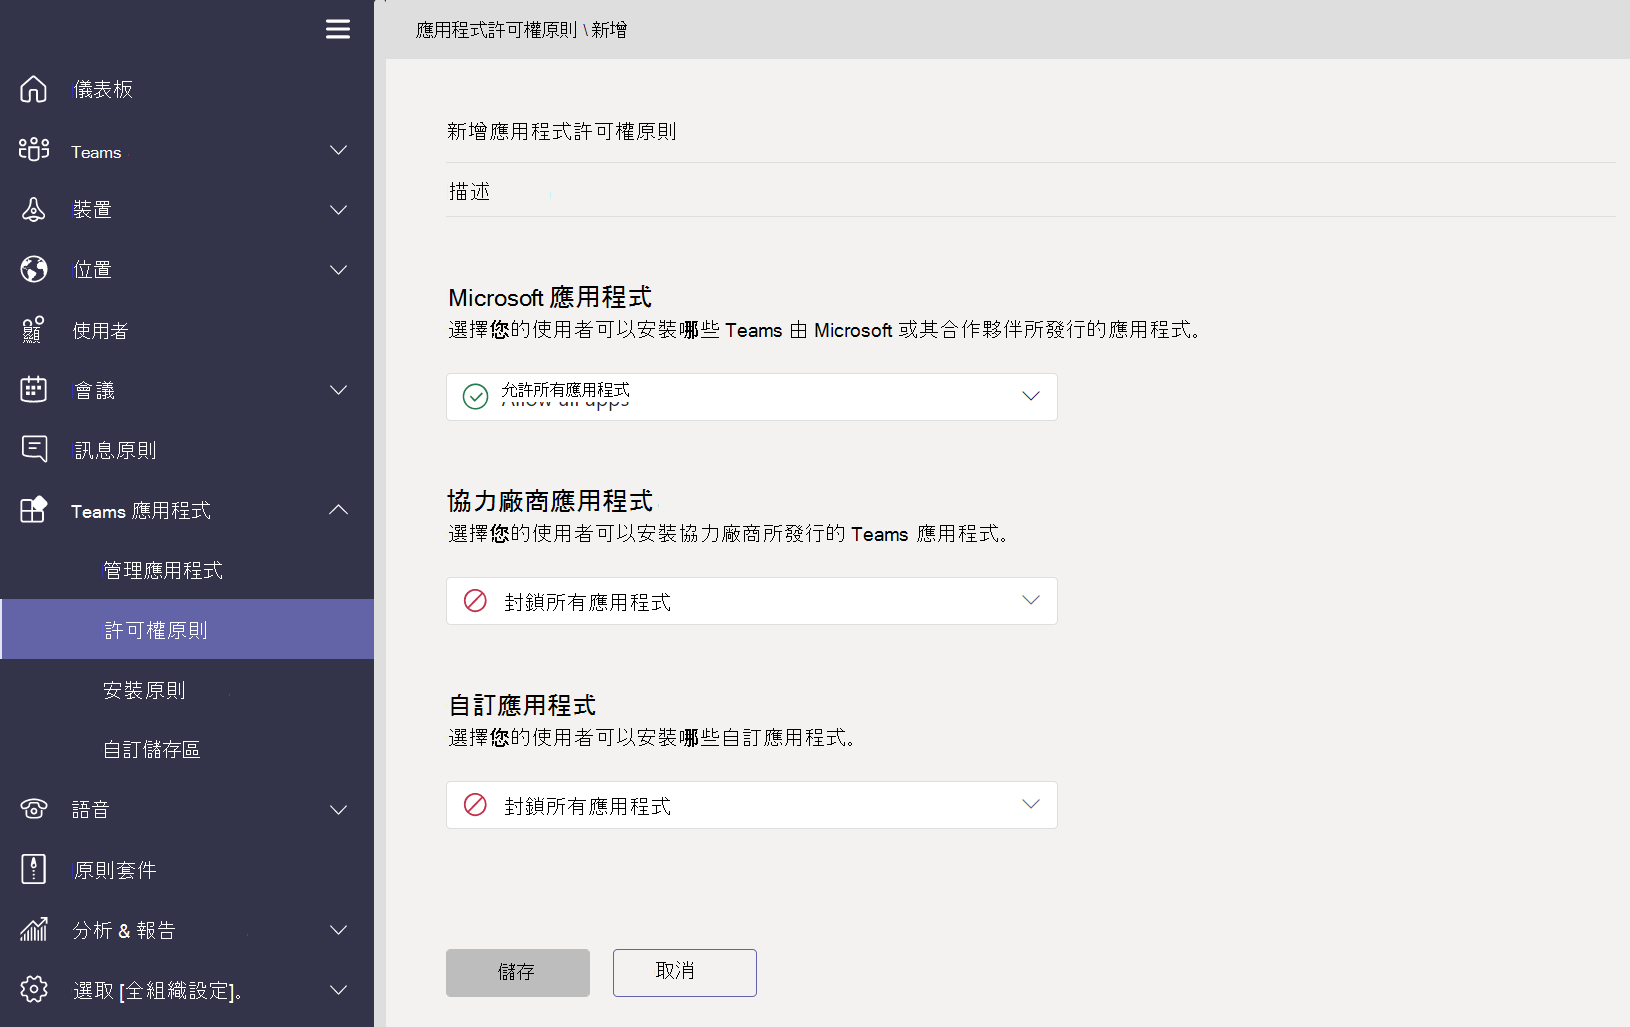 應用程式許可權原則 \ 新增
儀表板
Teams
裝置
位置
使用者
會議
訊息原則
Teams 應用程式
管理應用程式
許可權原則
安裝原則
自訂儲存區
語音
原則套件
分析 & 報告
選取 [全組織設定]。
新增應用程式許可權原則
描述
Microsoft 應用程式
選擇您的使用者可以安裝哪些 Teams 由 Microsoft 或其合作夥伴所發行的應用程式。
允許所有應用程式
Allow all apps
協力廠商應用程式
選擇您的使用者可以安裝協力廠商所發行的 Teams 應用程式。
封鎖所有應用程式
自訂應用程式
選擇您的使用者可以安裝哪些自訂應用程式。
封鎖所有應用程式
儲存
取消